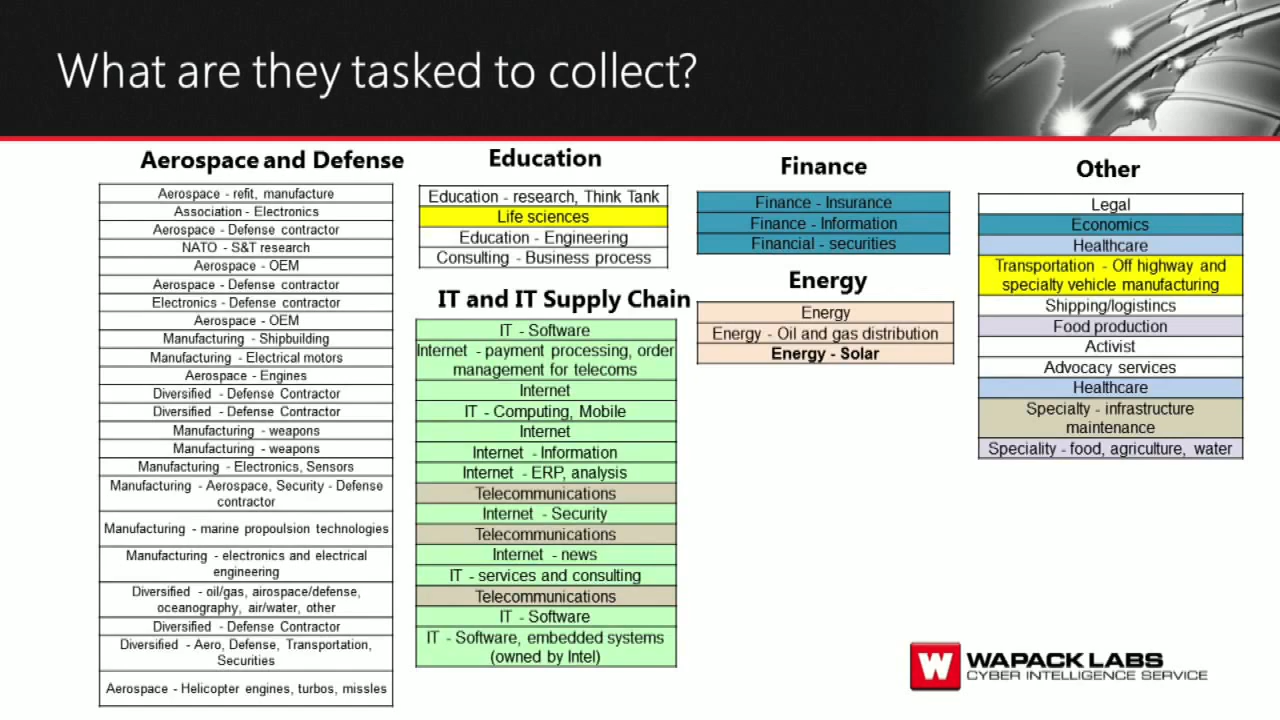 What are they tasked to collect?
Aerospace and Defense
Aerospace - refit, manufacture
Association - Electronics
Aerospace - Defense contractor
NATO - S&T research
Aerospace - OEM
Aerospace - Defense contractor
Electronics - Defense contractor
Aerospace - OEM
Manufacturing - Shipbuilding
Manufacturing - Electrical motors
Aerospace - Engines
Diversified - Defense Contractor
Diversified - Defense Contractor
Manufacturing - weapons
Manufacturing - weapons
Manufacturing - Electronics, Sensors
Manufacturing - Aerospace, Security - Defense
contractor
Manufacturing - marine propoulsion technologies
Manufacturing - electronics and electrical
engineering
Diversified - oil/gas, airospace/defense,
oceanography, air/water, other
Diversified - Defense Contractor
Diversified - Aero, Defense, Transportation,
Securities
Aerospace - Helicopter engines, turbos, missles
Education
Education - research, Think Tank
Life sciences
Education - Engineering
Consulting - Business process
IT and IT Supply Chain
IT - Software
Internet - payment processing, order
management for telecoms
Internet
IT - Computing, Mobile
Internet
Internet - Information
Internet - ERP, analysis
Telecommunications
Internet - Security
Telecommunications
Internet - news
IT - services and consulting
Telecommunications
IT - Software
IT - Software, embedded systems
(owned by Intel)
Finance
Finance - Insurance
Finance - Information
Financial - securities
Energy
Energy
Energy - Oil and gas distribution
Energy - Solar
Other
Legal
Economics
Healthcare
Transportation - Off highway and
specialty vehicle manufacturing
Shipping/logistincs
Food production
Activist
Advocacy services
Healthcare
Specialty - infrastructure
maintenance
Speciality - food, agriculture, water
W
WAPACK LABS
CYBER INTELLIGENCE SERVICE